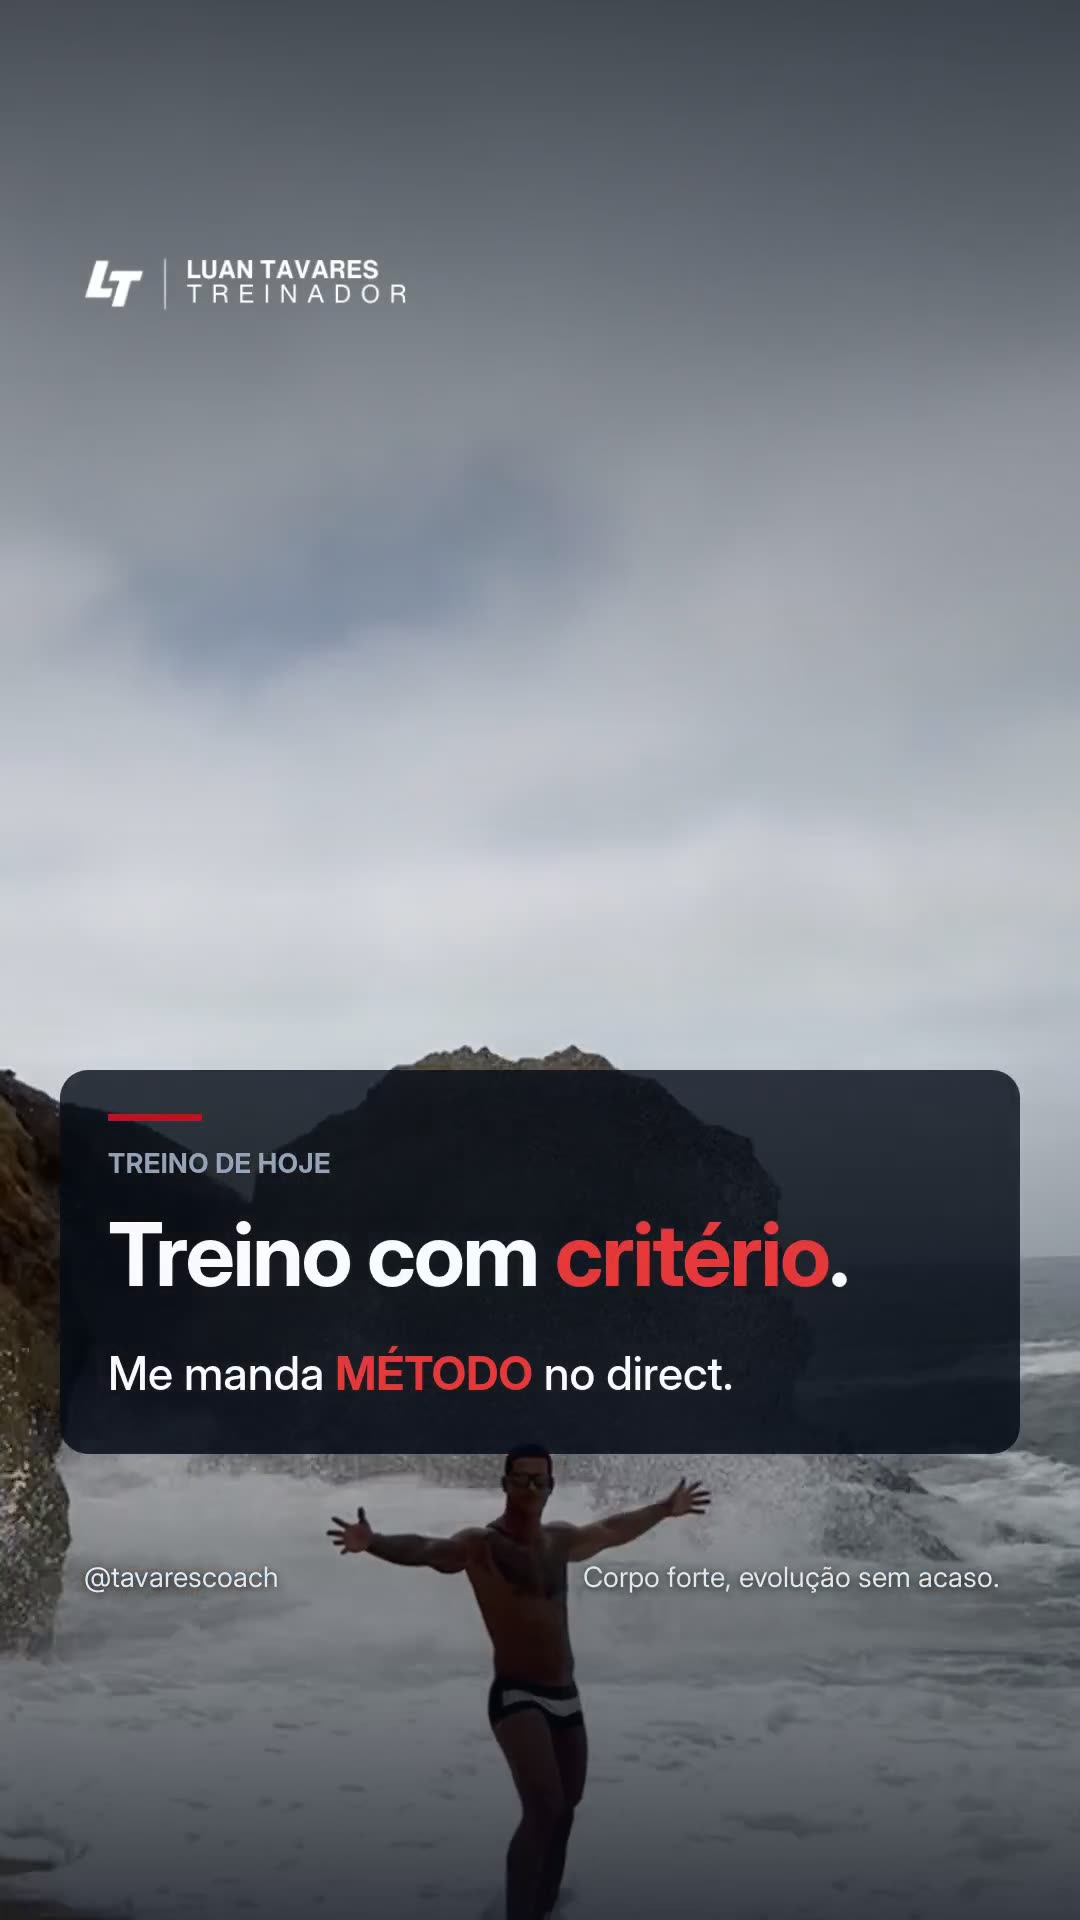 LT
LUAN TAVARES
TREINADOR
TREINO DE HOJE
Treino com critério.
Me manda MÉTODO no direct.
@tavarescoach
Corpo forte, evolução sem acaso.